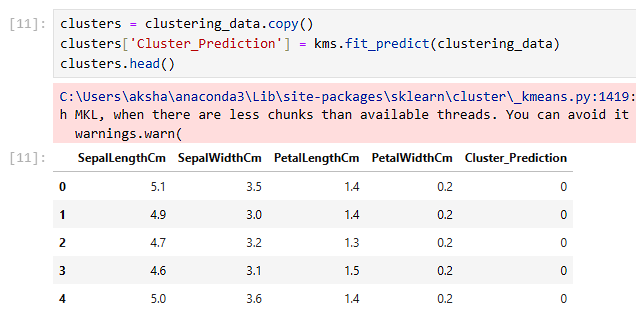 [11]: clusters = clustering_data.copy()
clusters['Cluster_Prediction'] = kms.fit_predict(clustering_data)
clusters.head()
C:\Users\aksha\anaconda3\Lib\site-packages\sklearn\cluster\_kmeans.py:1419:
h MKL, when there are less chunks than available threads. You can avoid it
warnings.warn(
[11]: SepalLengthCm SepalWidthCm PetalLengthCm PetalWidthCm Cluster_Prediction
0 5.1 3.5 1.4 0.2 0
1 4.9 3.0 1.4 0.2 0
2 4.7 3.2 1.3 0.2 0
3 4.6 3.1 1.5 0.2 0
4 5.0 3.6 1.4 0.2 0